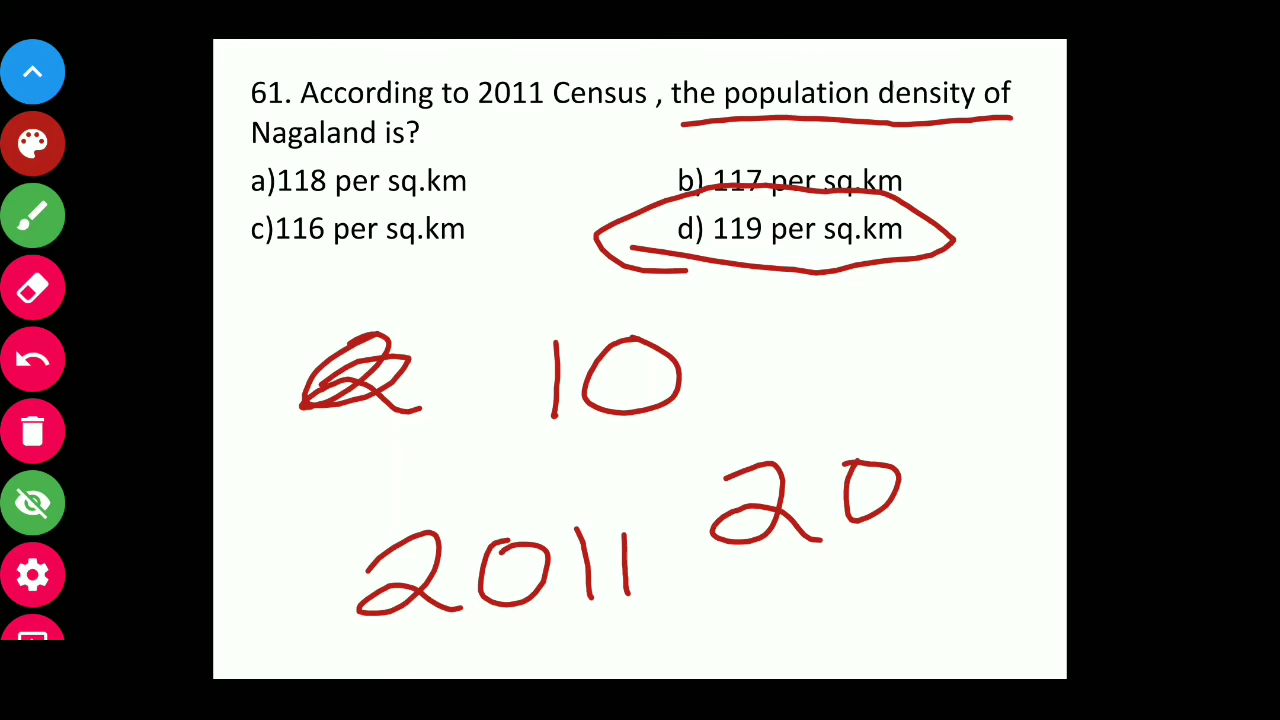 61. According to 2011 Census , the population density of
Nagaland is?
a)118 per sq.km b) 117 per sq.km
c)116 per sq.km d) 119 per sq.km
10
20
2011